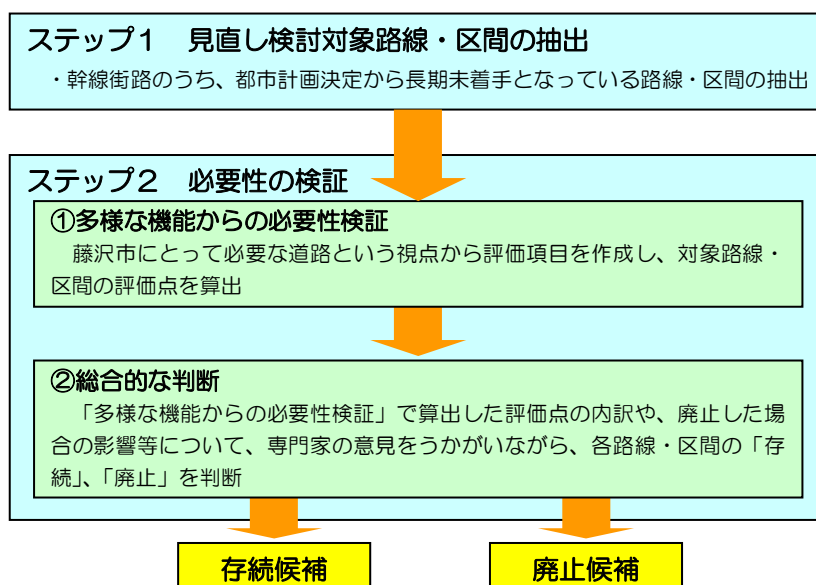 ステップ1　見直し検討対象路線・区間の抽出
・幹線街路のうち、都市計画決定から長期未着手となっている路線・区間の抽出
ステップ2　必要性の検証
①多様な機能からの必要性検証
藤沢市にとって必要な道路という視点から評価項目を作成し、対象路線・
区間の評価点を算出
②総合的な判断
「多様な機能からの必要性検証」で算出した評価点の内訳や、廃止した場
合の影響等について、専門家の意見をうかがいながら、各路線・区間の「存
続」、「廃止」を判断
存続候補
廃止候補